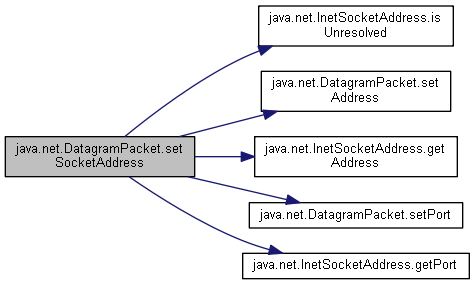 java.net.InetSocketAddress.is
Unresolved
java.net.DatagramPacket.set
Address
java.net.DatagramPacket.set
SocketAddress
java.net.InetSocketAddress.get
Address
java.net.DatagramPacket.setPort
java.net.InetSocketAddress.getPort